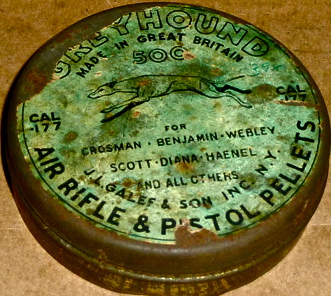 GREYHOUND
MADE IN GREAT BRITAIN
500
CAL
·177
CAL
·177
FOR
CROSMAN · BENJAMIN · WEBLEY
SCOTT · DIANA · HAENEL
AND ALL OTHERS
J.L. GALEF & SON INC. N.Y.
AIR RIFLE & PISTOL PELLETS